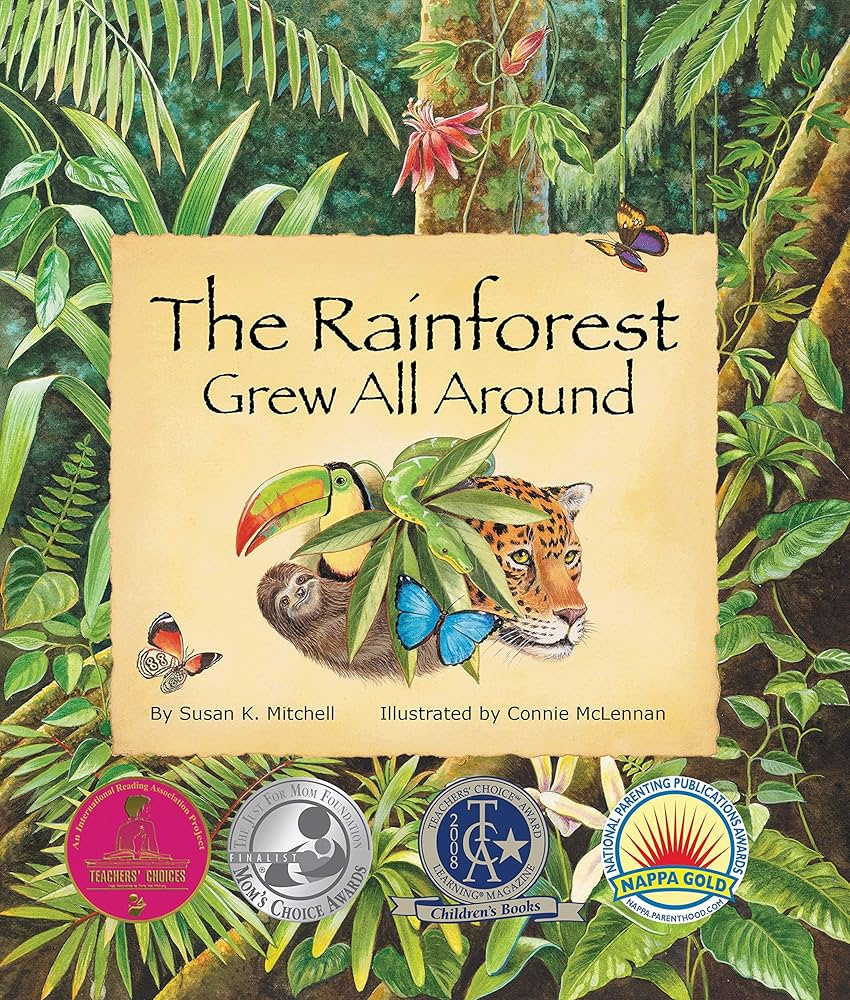 The Rainforest
Grew All Around
By Susan K. Mitchell
Illustrated by Connie McLennan
An International Reading Association Project
TEACHERS' CHOICES
THE JUST FOR MOM FOUNDATION
FINALIST
MOM'S CHOICE AWARDS
TEACHERS' CHOICE™ AWARD
2008
TCA
LEARNING® MAGAZINE
Children's Books
NATIONAL PARENTING PUBLICATIONS AWARDS
NAPPA GOLD
NAPPA.PARENTHOOD.COM